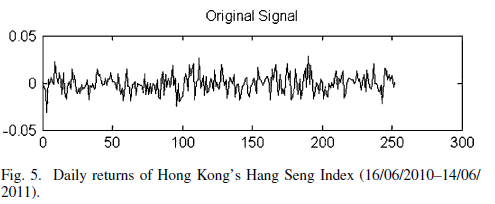 Original Signal
0.05
0
-0.05
0 50 100 150 200 250 300
Fig. 5. Daily returns of Hong Kong's Hang Seng Index (16/06/2010–14/06/
2011).